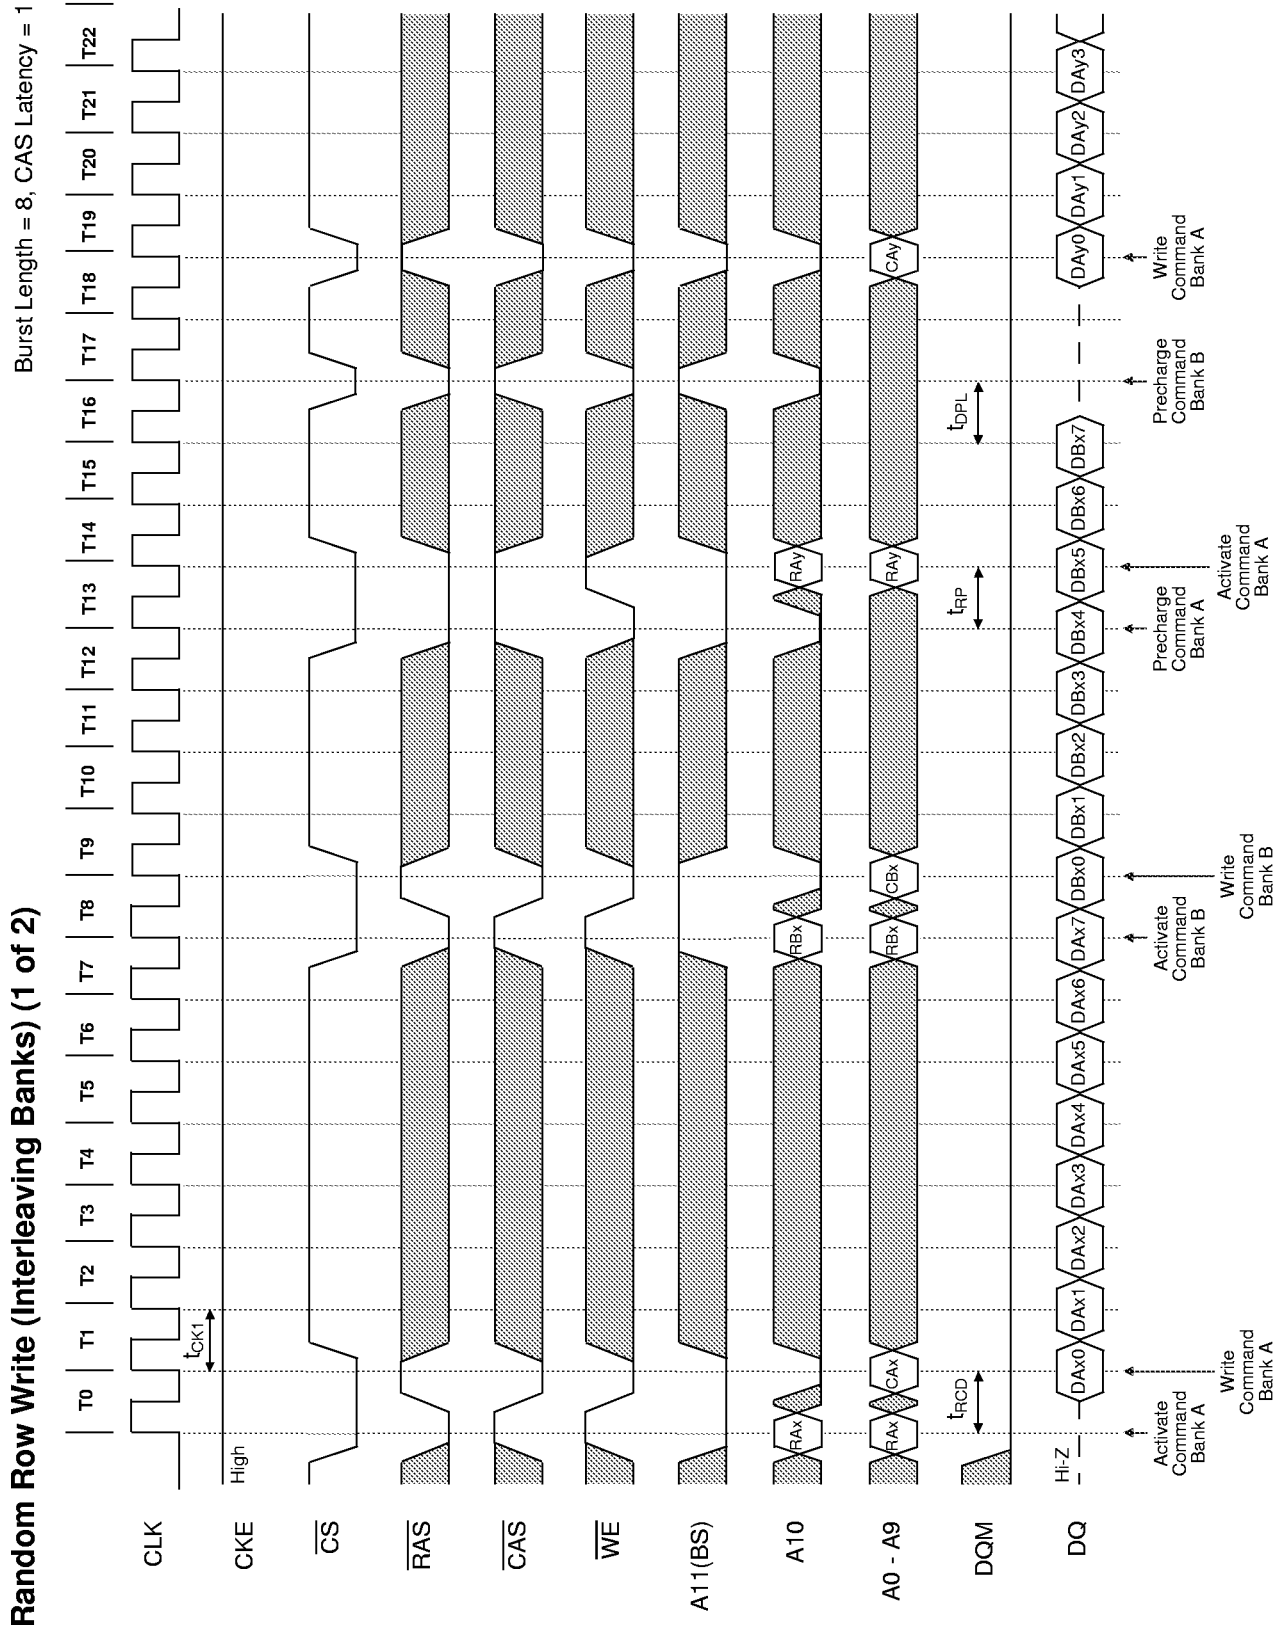 Random Row Write (Interleaving Banks) (1 of 2)
Burst Length = 8, CAS Latency = 1
T0 T1 T2 T3 T4 T5 T6 T7 T8 T9 T10 T11 T12 T13 T14 T15 T16 T17 T18 T19 T20 T21 T22
CLK
tCK1
CKE
High
CS
RAS
CAS
WE
A11(BS)
A10
RAx RBx RAy
A0 - A9
RAx CAx RBx CBx RAy CAy
DQM
tRCD tRP tDPL
DQ
Hi-Z DAx0 DAx1 DAx2 DAx3 DAx4 DAx5 DAx6 DAx7 DBx0 DBx1 DBx2 DBx3 DBx4 DBx5 DBx6 DBx7 DAy0 DAy1 DAy2 DAy3
Activate
Command
Bank A
Write
Command
Bank A
Activate
Command
Bank B
Write
Command
Bank B
Precharge
Command
Bank A
Activate
Command
Bank A
Precharge
Command
Bank B
Write
Command
Bank A